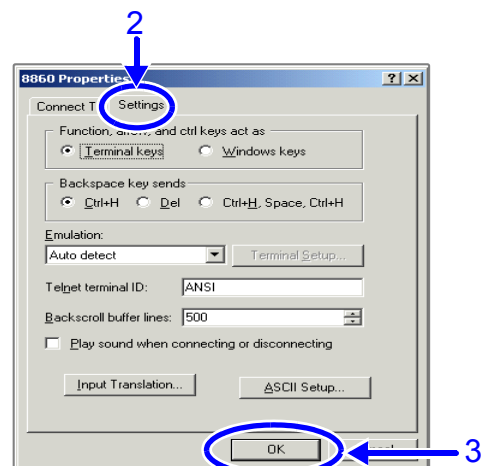 2
8860 Properties
Connect T Settings
Function, arrow, and ctrl keys act as
Terminal keys Windows keys
Backspace key sends
Ctrl+H Del Ctrl+H, Space, Ctrl+H
Emulation:
Auto detect Terminal Setup...
Telnet terminal ID: ANSI
Backscroll buffer lines: 500
Play sound when connecting or disconnecting
Input Translation... ASCII Setup...
OK
3